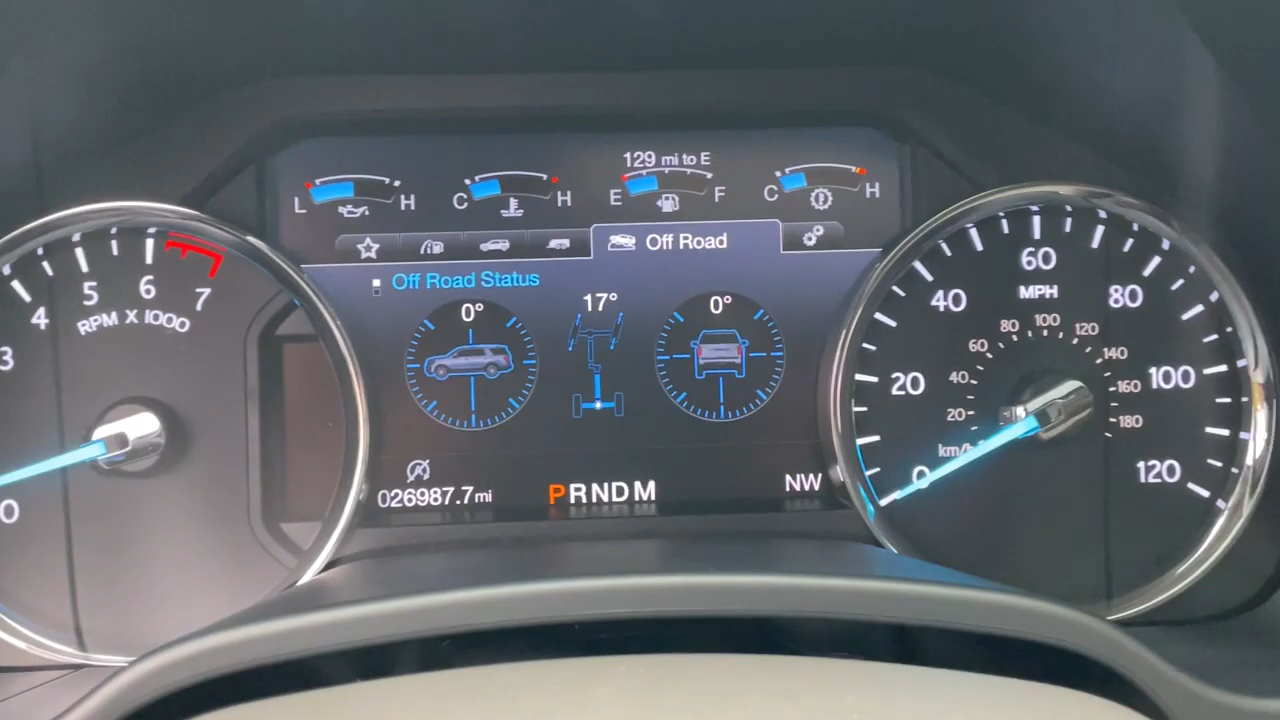 129 mi to E
L H C H E F C H
Off Road
Off Road Status
0° 17° 0°
3 4 5 6 7
RPM X 1000
0
026987.7 mi
PRNDM
NW
0 20 40 60 80 100 120
MPH
20 40 60 80 100 120 140 160 180
km/h